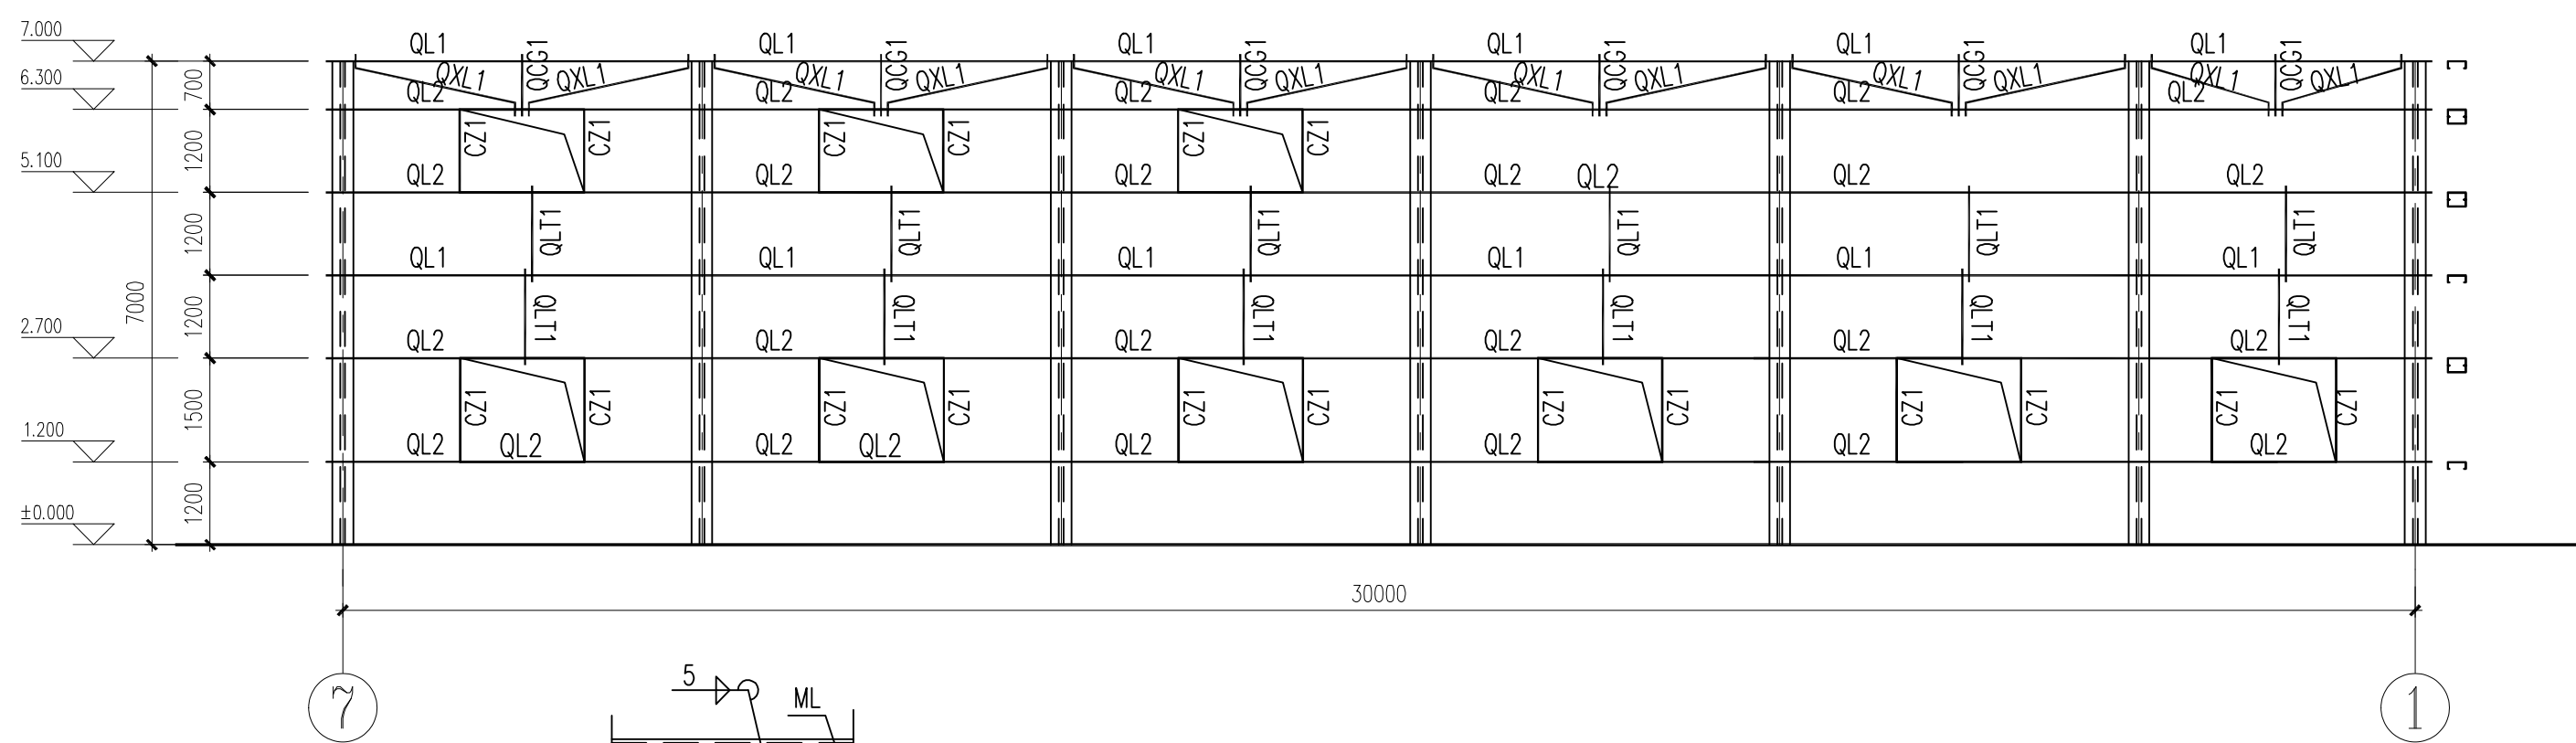 7.000
QL1 QCG1 QL1 QCG1 QL1 QCG1 QL1 QCG1 QL1 QCG1 QL1 QCG1
6.300 700 QXL1 QXL1 QXL1 QXL1 QXL1 QXL1 QXL1 QXL1 QXL1 QXL1 QXL1 QXL1
QL2 QL2 QL2 QL2 QL2 QL2
1200 CZ1 CZ1 CZ1 CZ1 CZ1 CZ1
5.100 QL2 QL2 QL2 QL2 QL2 QL2 QL2
1200 QLT1 QLT1 QLT1 QLT1 QLT1 QLT1
QL1 QL1 QL1 QL1 QL1 QL1
7000 1200 QLT1 QLT1 QLT1 QLT1 QLT1 QLT1
2.700 QL2 QL2 QL2 QL2 QL2 QL2
1500 CZ1 CZ1 CZ1 CZ1 CZ1 CZ1 CZ1 CZ1 CZ1 CZ1 CZ1 CZ1
1.200 QL2 QL2 QL2 QL2 QL2 QL2 QL2 QL2
1200
±0.000
30000
7 1
5 ML